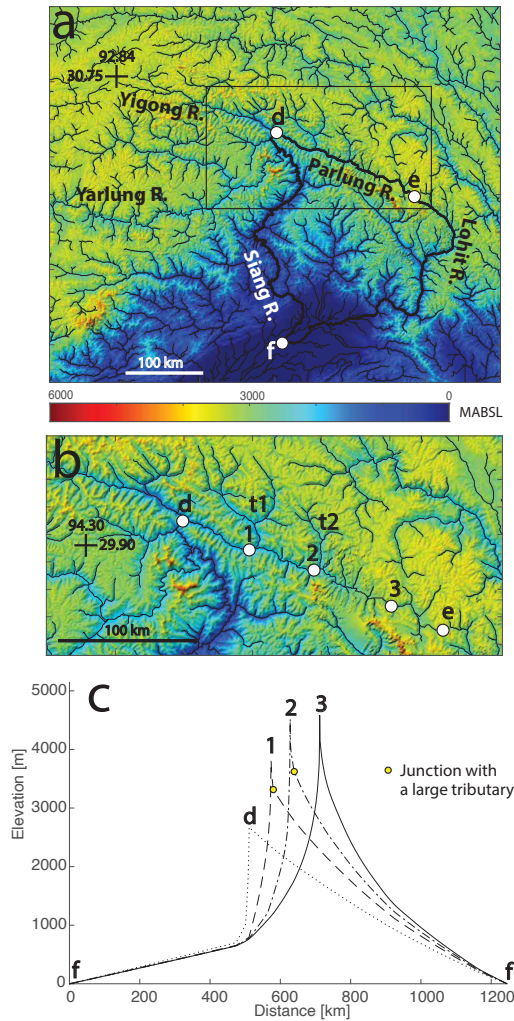 a
92.84
30.75
Yigong R.
d
Parlung R.
e
Yarlung R.
Lohit R.
Siang R.
f
100 km
6000
3000
0
MABSL
b
94.30
29.90
d
t1
1
t2
2
3
e
100 km
C
5000
4000
3000
2000
1000
0
Elevation [m]
1
2
3
d
f
f
Junction with
a large tributary
0
200
400
600
800
1000
1200
Distance [km]